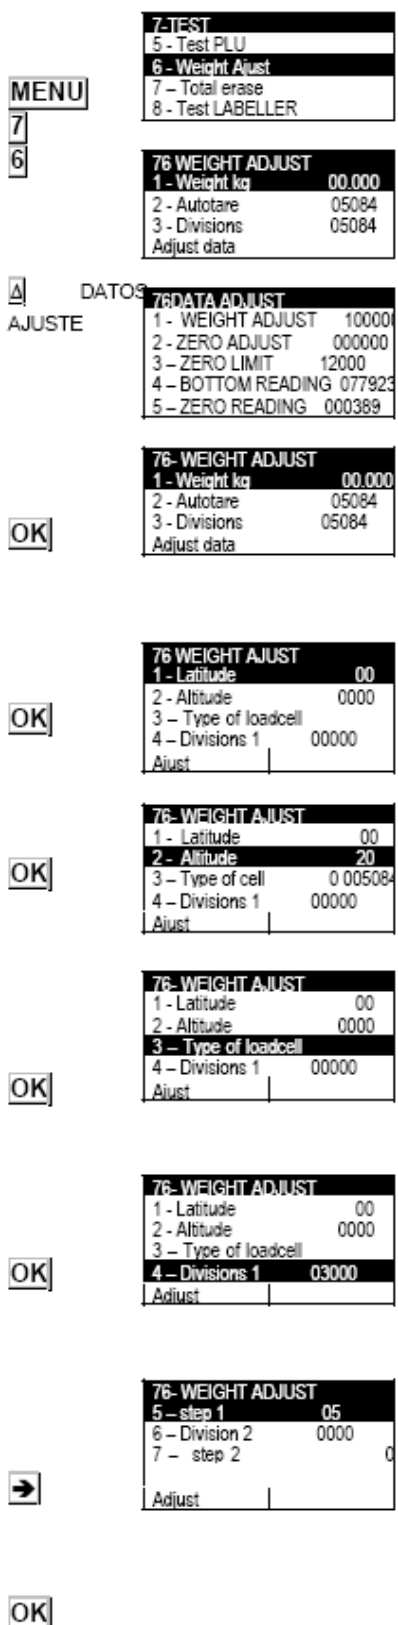 7-TEST
5 - Test PLU
6 - Weight Ajust
7 – Total erase
8 - Test LABELLER
MENU
7
6
76 WEIGHT ADJUST
1 - Weight kg 00.000
2 - Autotare 05084
3 - Divisions 05084
Adjust data
Δ DATOS
AJUSTE
76DATA ADJUST
1 - WEIGHT ADJUST 10000
2 - ZERO ADJUST 000000
3 – ZERO LIMIT 12000
4 – BOTTOM READING 077923
5 – ZERO READING 000389
76- WEIGHT ADJUST
1 - Weight kg 00.000
2 - Autotare 05084
3 - Divisions 05084
Adjust data
OK
76 WEIGHT AJUST
1 - Latitude 00
2 - Altitude 0000
3 – Type of loadcell
4 – Divisions 1 00000
Ajust
OK
76- WEIGHT AJUST
1 - Latitude 00
2 - Altitude 20
3 – Type of cell 0 005084
4 – Divisions 1 00000
Ajust
OK
76- WEIGHT AJUST
1 - Latitude 00
2 - Altitude 0000
3 – Type of loadcell
4 – Divisions 1 00000
Ajust
OK
76- WEIGHT ADJUST
1 - Latitude 00
2 - Altitude 0000
3 – Type of loadcell
4 – Divisions 1 03000
Adjust
OK
76- WEIGHT ADJUST
5 – step 1 05
6 – Division 2 0000
7 – step 2 0
Adjust
➔
OK